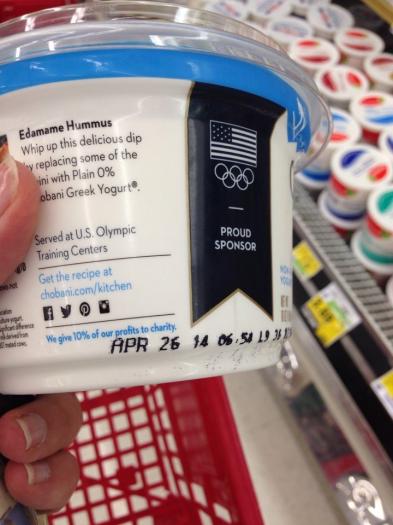 Edamame Hummus
Whip up this delicious dip
by replacing some of the
with Plain 0%
Chobani Greek Yogurt®.
Served at U.S. Olympic
Training Centers
Get the recipe at
chobani.com/kitchen
We give 10% of our profits to charity.
PROUD
SPONSOR
APR 26 14 06:54 L9